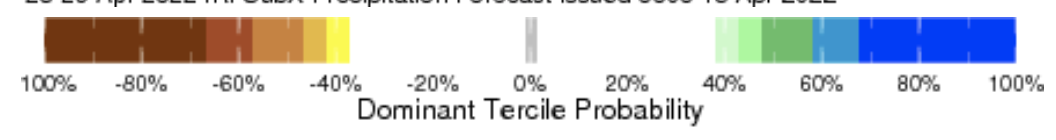 100% -80% -60% -40% -20% 0% 20% 40% 60% 80% 100%
Dominant Tercile Probability